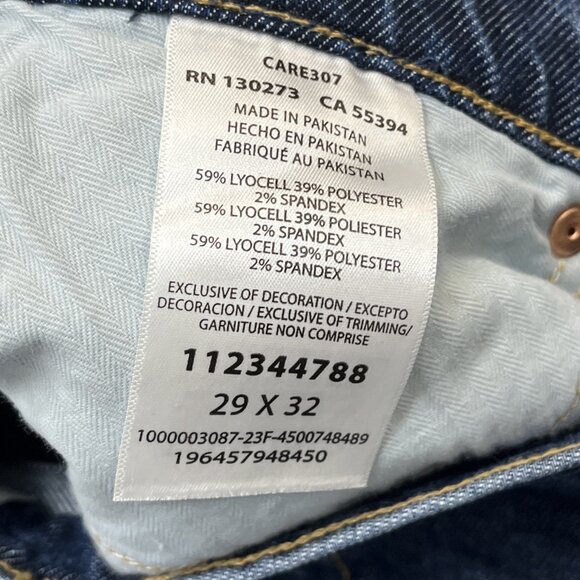 CARE307
RN 130273 CA 55394
MADE IN PAKISTAN
HECHO EN PAKISTAN
FABRIQUÉ AU PAKISTAN
59% LYOCELL 39% POLYESTER
2% SPANDEX
59% LYOCELL 39% POLIESTER
2% SPANDEX
59% LYOCELL 39% POLYESTER
2% SPANDEX
EXCLUSIVE OF DECORATION / EXCEPTO
DECORACION / EXCLUSIVE OF TRIMMING/
GARNITURE NON COMPRISE
112344788
29 X 32
1000003087-23F-4500748489
196457948450